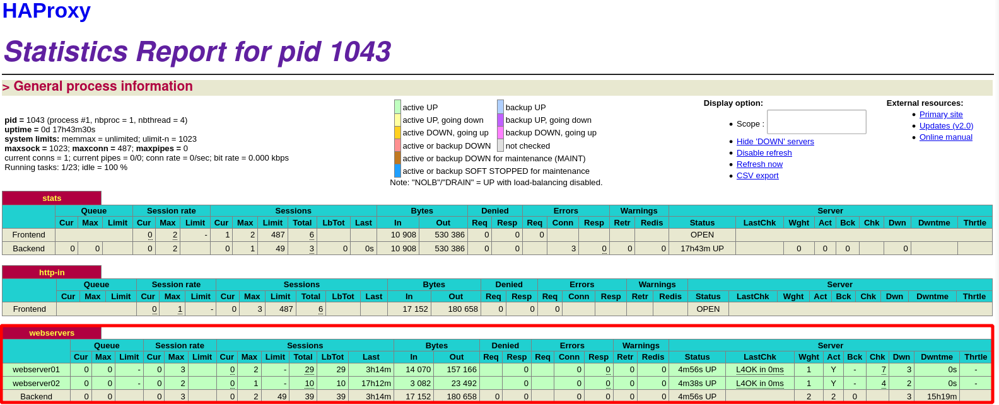 HAProxy
Statistics Report for pid 1043
> General process information
pid = 1043 (process #1, nbproc = 1, nbthread = 4)
uptime = 0d 17h43m30s
system limits: memmax = unlimited; ulimit-n = 1023
maxsock = 1023; maxconn = 487; maxpipes = 0
current conns = 1; current pipes = 0/0; conn rate = 0/sec; bit rate = 0.000 kbps
Running tasks: 1/23; idle = 100 %
active UP backup UP
active UP, going down backup UP, going down
active DOWN, going up backup DOWN, going up
active or backup DOWN not checked
active or backup DOWN for maintenance (MAINT)
active or backup SOFT STOPPED for maintenance
Note: "NOLB"/"DRAIN" = UP with load-balancing disabled.
Display option:
Scope :
Hide 'DOWN' servers
Disable refresh
Refresh now
CSV export
External resources:
Primary site
Updates (v2.0)
Online manual
stats
Queue Session rate Sessions Bytes Denied Errors Warnings Server
Cur Max Limit Cur Max Limit Cur Max Limit Total LbTot Last In Out Req Resp Req Conn Resp Retr Redis Status LastChk Wght Act Bck Chk Dwn Dwntme Thrtle
Frontend 0 2 - 1 2 487 6 10 908 530 386 0 0 0 OPEN
Backend 0 0 0 2 0 1 49 3 0 0s 10 908 530 386 0 0 3 0 0 0 17h43m UP 0 0 0 0
http-in
Queue Session rate Sessions Bytes Denied Errors Warnings Server
Cur Max Limit Cur Max Limit Cur Max Limit Total LbTot Last In Out Req Resp Req Conn Resp Retr Redis Status LastChk Wght Act Bck Chk Dwn Dwntme Thrtle
Frontend 0 1 - 0 3 487 6 17 152 180 658 0 0 0 OPEN
webservers
Queue Session rate Sessions Bytes Denied Errors Warnings Server
Cur Max Limit Cur Max Limit Cur Max Limit Total LbTot Last In Out Req Resp Req Conn Resp Retr Redis Status LastChk Wght Act Bck Chk Dwn Dwntme Thrtle
webserver01 0 0 - 0 3 0 2 - 29 29 3h14m 14 070 157 166 0 0 0 0 0 4m56s UP L4OK in 0ms 1 Y - 7 3 0s -
webserver02 0 0 - 0 2 0 1 - 10 10 17h12m 3 082 23 492 0 0 0 0 0 4m38s UP L4OK in 0ms 1 Y - 4 2 0s -
Backend 0 0 0 3 0 2 49 39 39 3h14m 17 152 180 658 0 0 0 0 0 0 4m56s UP 2 2 0 3 15h19m